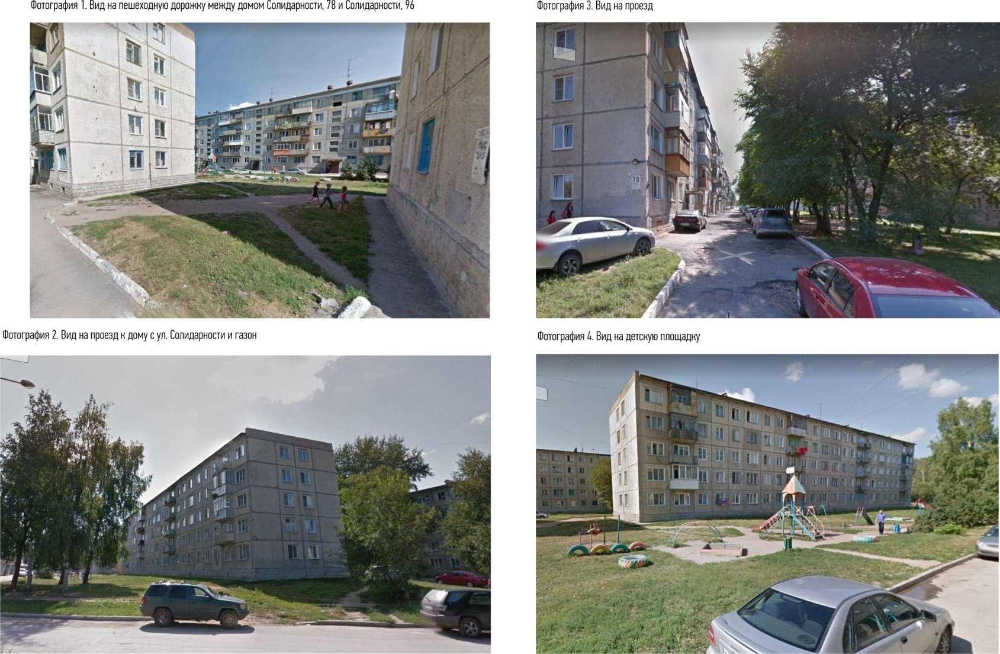 Фотография 1. Вид на пешеходную дорожку между домом Солидарности, 78 и Солидарности, 96
Фотография 3. Вид на проезд
78
Фотография 2. Вид на проезд к дому с ул. Солидарности и газон
Фотография 4. Вид на детскую площадку